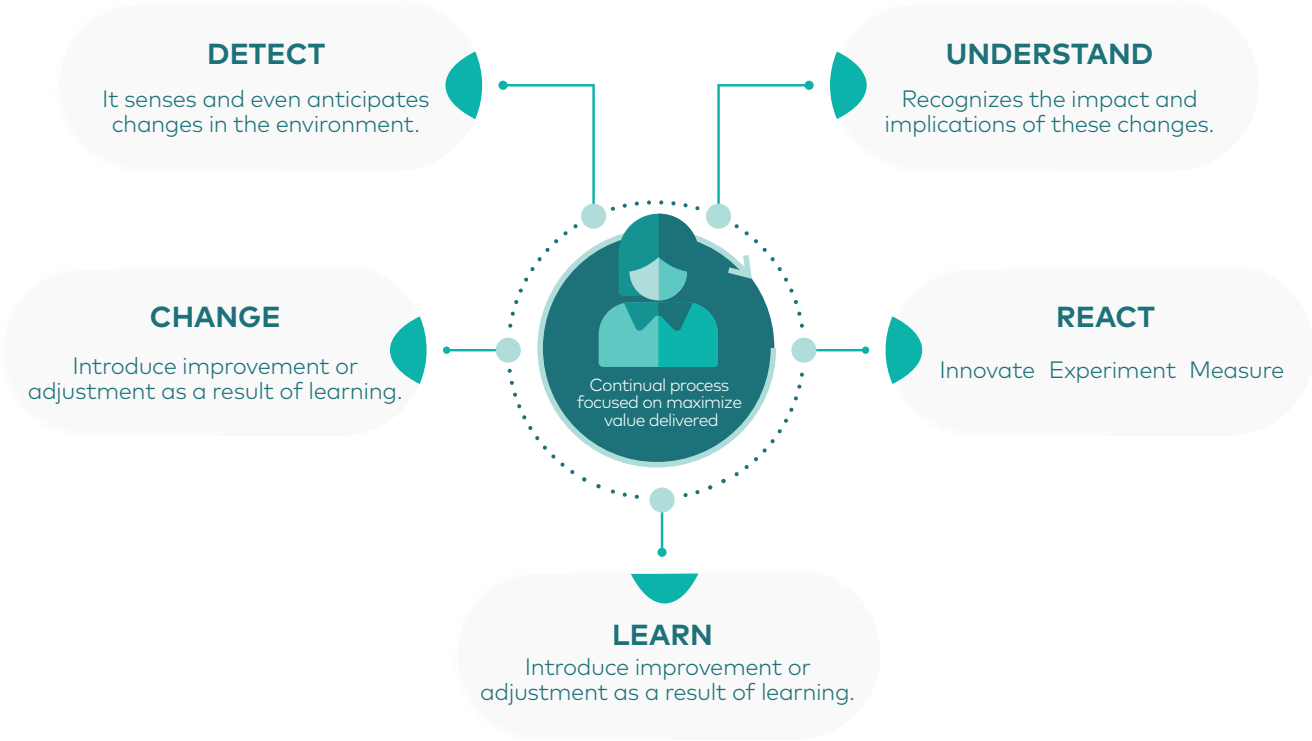 DETECT
It senses and even anticipates
changes in the environment.
UNDERSTAND
Recognizes the impact and
implications of these changes.
CHANGE
Introduce improvement or
adjustment as a result of learning.
Continual process
focused on maximize
value delivered
REACT
Innovate Experiment Measure
LEARN
Introduce improvement or
adjustment as a result of learning.